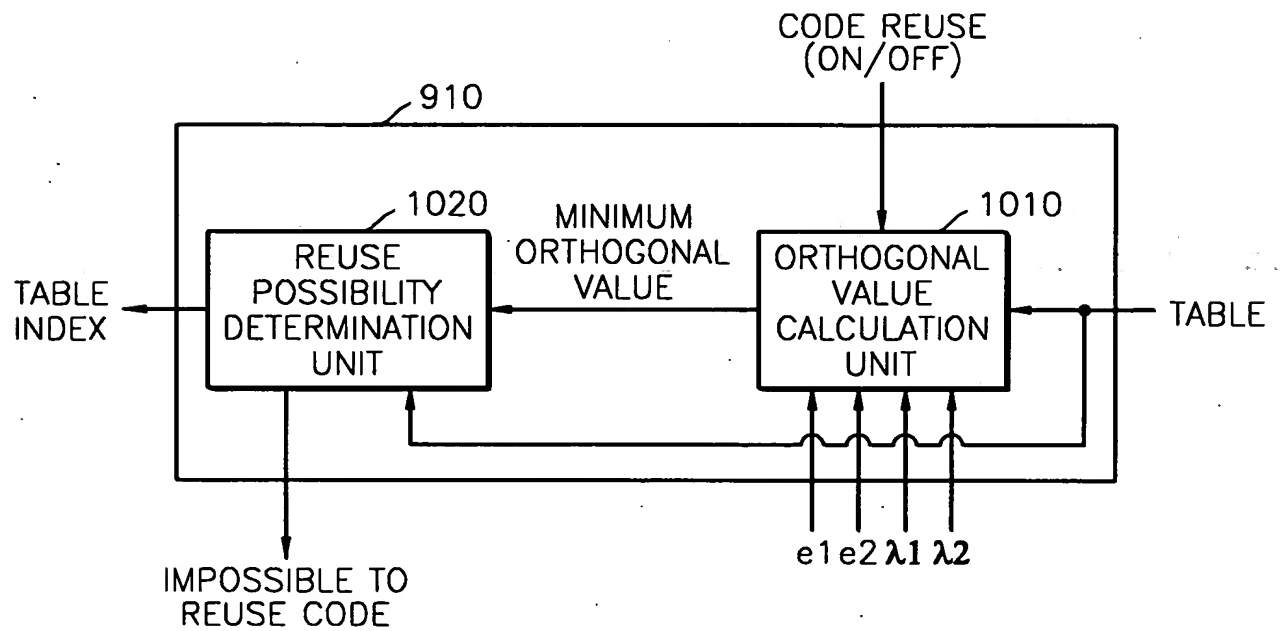 CODE REUSE
(ON/OFF)
910
1020
MINIMUM
ORTHOGONAL
VALUE
1010
REUSE
POSSIBILITY
DETERMINATION
UNIT
ORTHOGONAL
VALUE
CALCULATION
UNIT
TABLE
INDEX
TABLE
e1 e2 λ1 λ2
IMPOSSIBLE TO
REUSE CODE